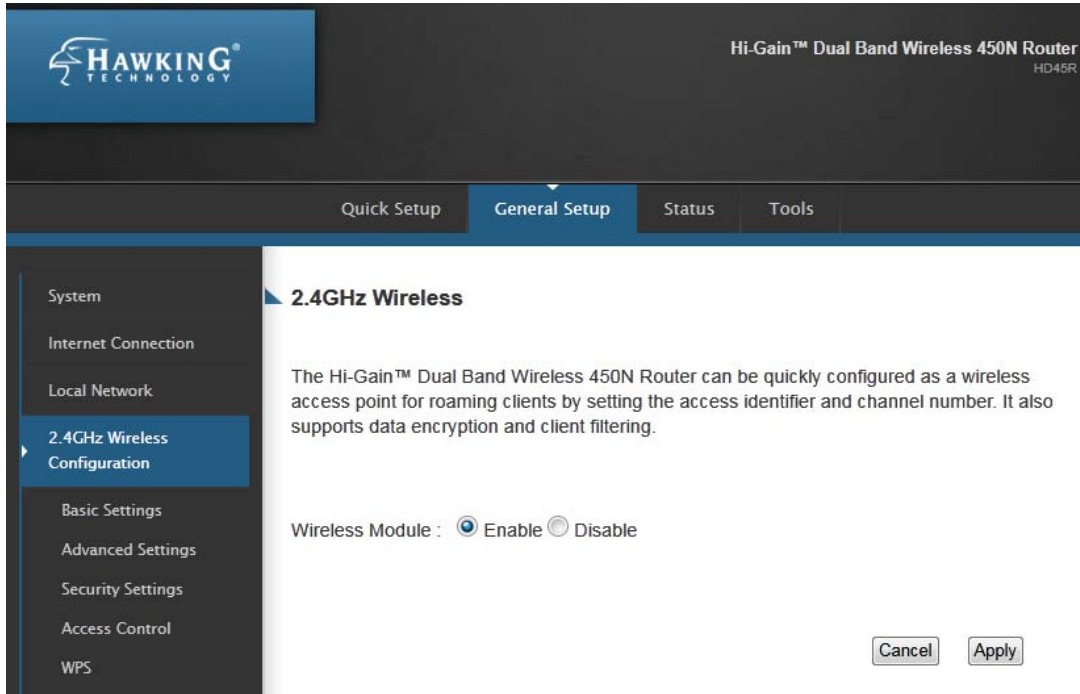 HAWKING®
TECHNOLOGY
Hi-Gain™ Dual Band Wireless 450N Router
HD45R
Quick Setup
General Setup
Status
Tools
System
Internet Connection
Local Network
2.4GHz Wireless
Configuration
Basic Settings
Advanced Settings
Security Settings
Access Control
WPS
2.4GHz Wireless
The Hi-Gain™ Dual Band Wireless 450N Router can be quickly configured as a wireless
access point for roaming clients by setting the access identifier and channel number. It also
supports data encryption and client filtering.
Wireless Module : Enable Disable
Cancel
Apply